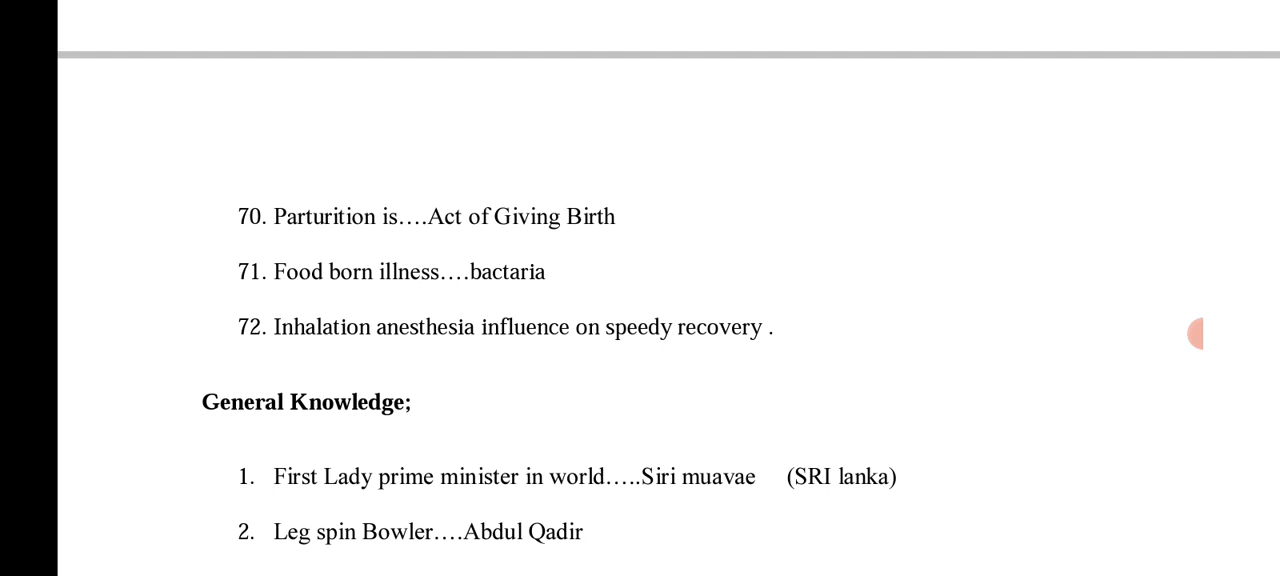 70. Parturition is….Act of Giving Birth
71. Food born illness….bactaria
72. Inhalation anesthesia influence on speedy recovery .
General Knowledge;
1. First Lady prime minister in world…..Siri muavae (SRI lanka)
2. Leg spin Bowler….Abdul Qadir